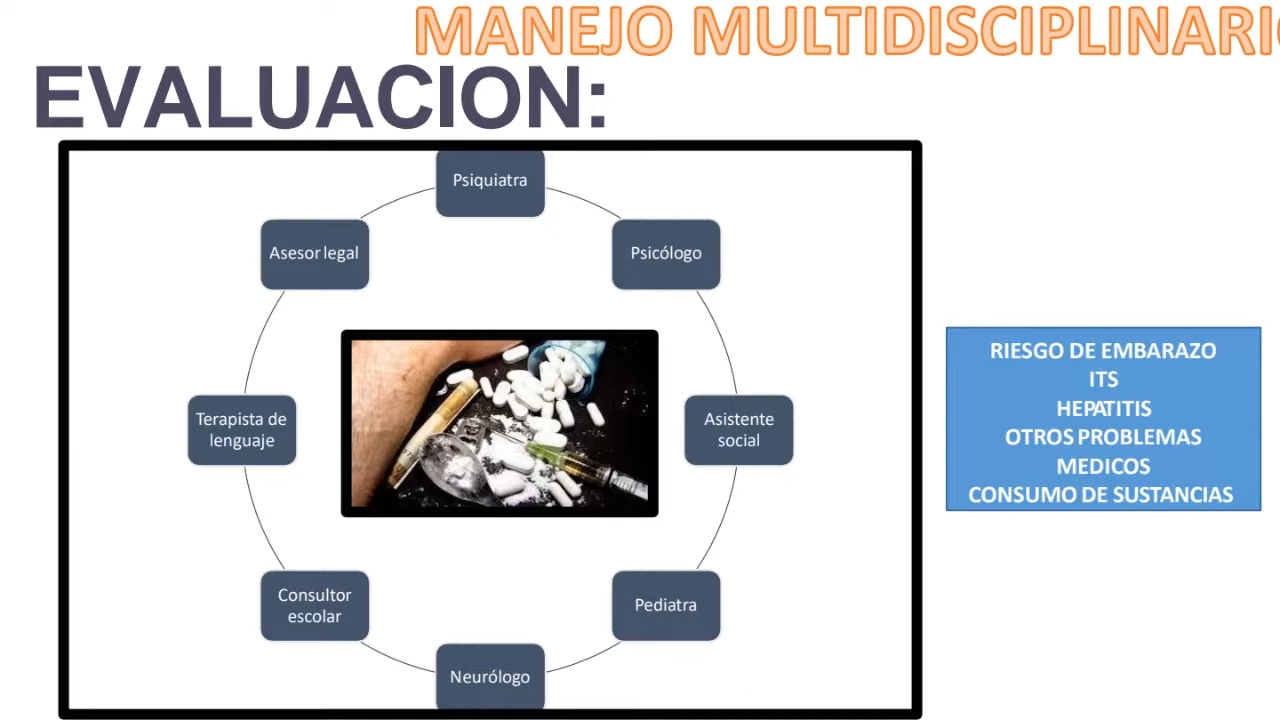 MANEJO MULTIDISCIPLINARIO
EVALUACION:
Psiquiatra
Psicólogo
Asistente
social
Pediatra
Neurólogo
Consultor
escolar
Terapista de
lenguaje
Asesor legal
RIESGO DE EMBARAZO
ITS
HEPATITIS
OTROS PROBLEMAS
MEDICOS
CONSUMO DE SUSTANCIAS